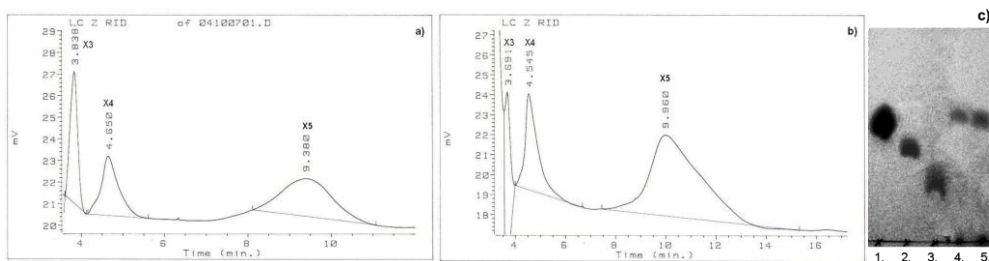 LC Z RID of 04100701.D
a)
mV
29
28
27
26
25
24
23
22
21
20
3.838
X3
X4
4.650
X5
9.380
4 6 8 10
Time (min.)
LC Z RID
b)
mV
26
25
24
23
22
21
20
19
18
X3 X4
3.691
4.545
X5
9.960
4 6 8 10 12 14 16
Time (min.)
c)
1. 2. 3. 4. 5.